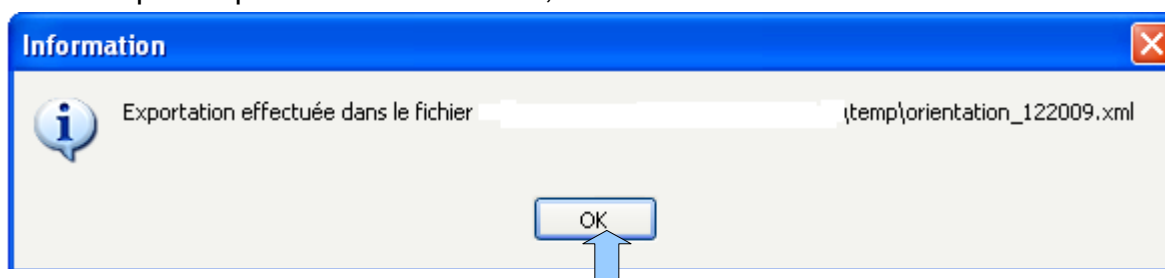 Information
Exportation effectuée dans le fichier \temp\orientation_122009.xml
OK